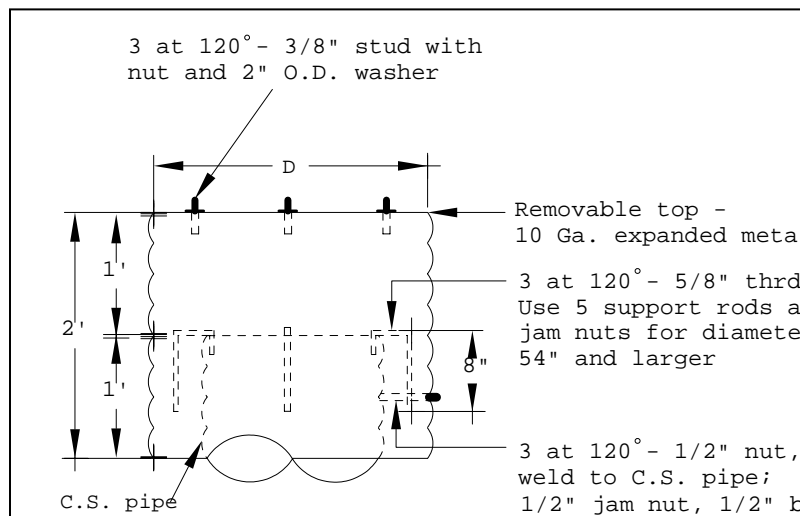 3 at 120°- 3/8" stud with
nut and 2" O.D. washer
D
Removable top -
10 Ga. expanded meta
1'
3 at 120°- 5/8" thrd
Use 5 support rods a
2'
jam nuts for diamete
54" and larger
8"
1'
3 at 120°- 1/2" nut,
weld to C.S. pipe;
C.S. pipe
1/2" jam nut, 1/2" b